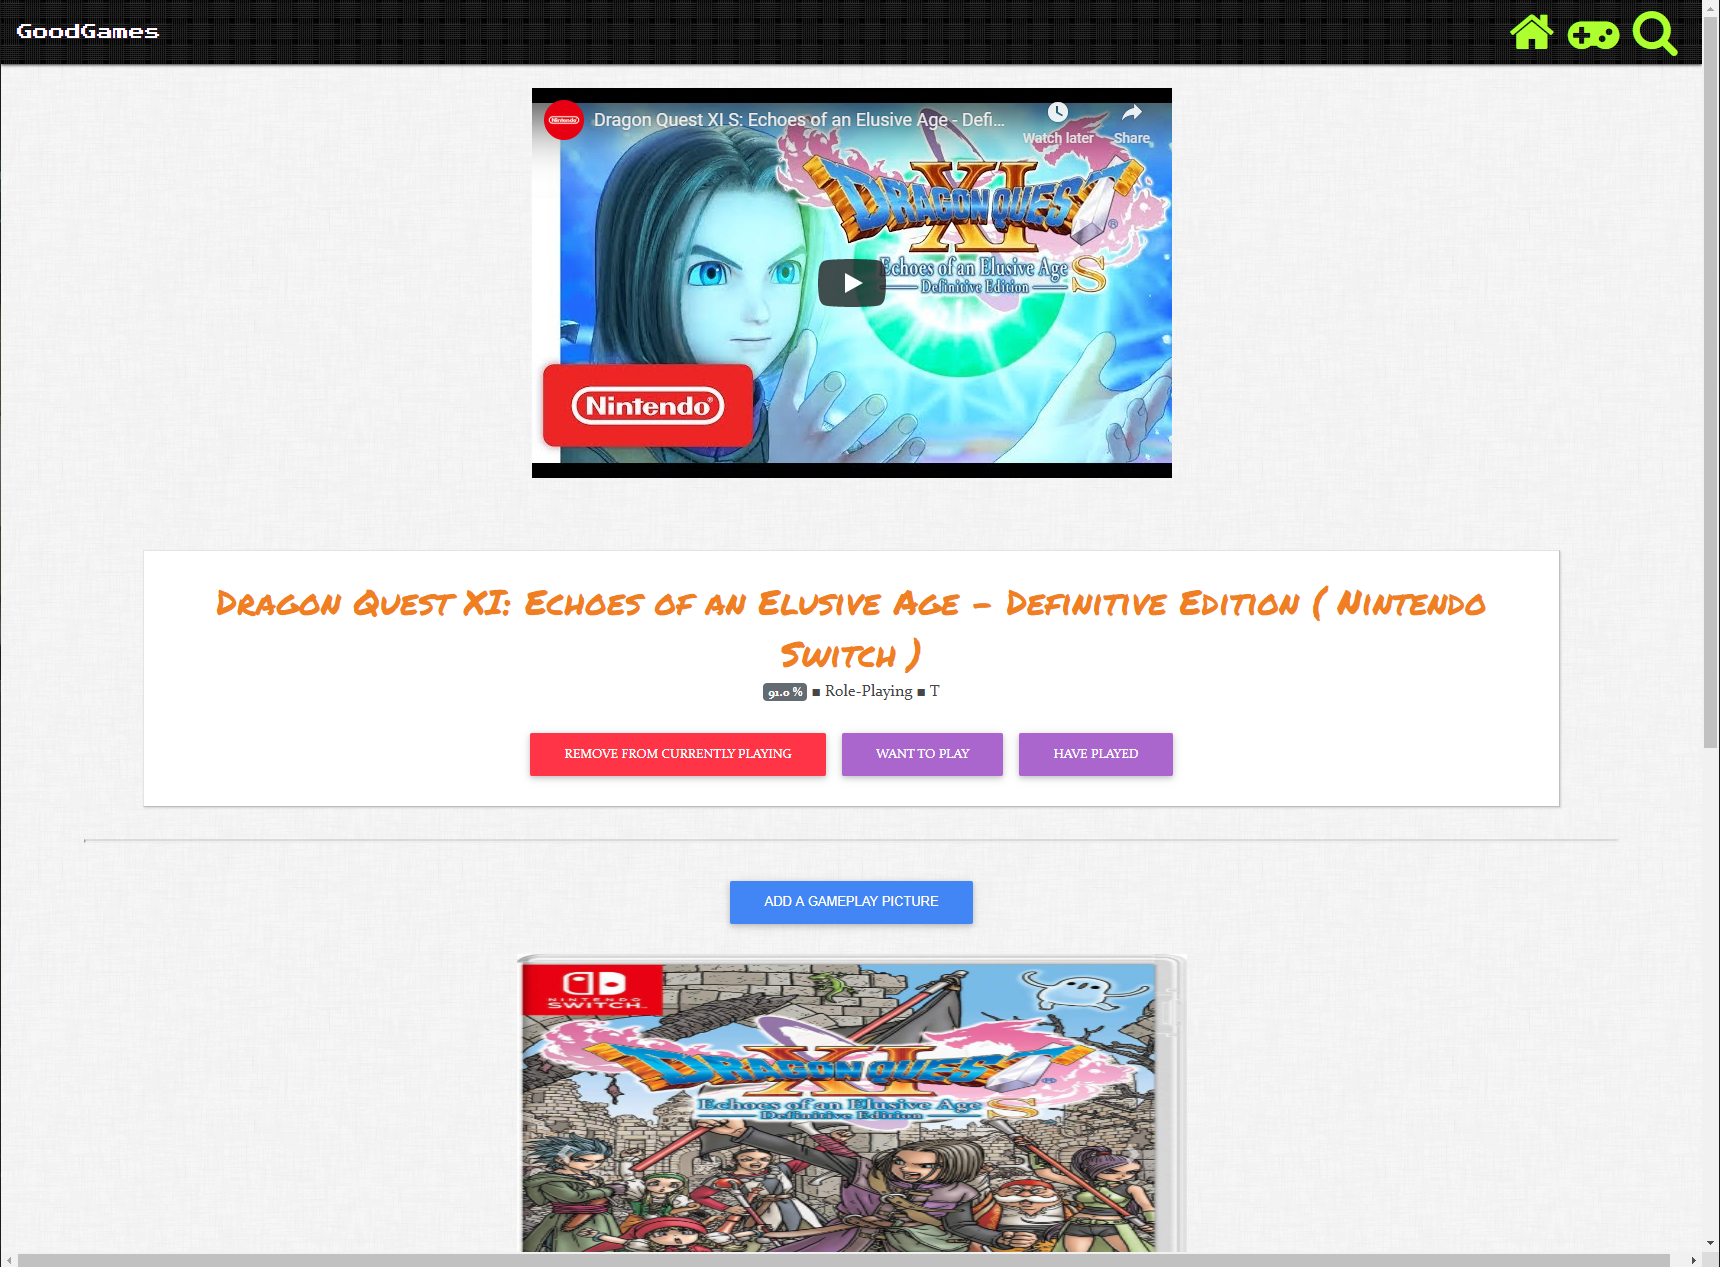 GoodGames
Nintendo
Dragon Quest XI S: Echoes of an Elusive Age - Defi...
Watch later
Share
DRAGON QUEST XI
®
Echoes of an Elusive Age S
Definitive Edition
Nintendo®
Dragon Quest XI: Echoes of an Elusive Age - Definitive Edition ( Nintendo
Switch )
91.0 % ■ Role-Playing ■ T
REMOVE FROM CURRENTLY PLAYING
WANT TO PLAY
HAVE PLAYED
ADD A GAMEPLAY PICTURE
NINTENDO
SWITCH
DRAGON QUEST XI
®
Echoes of an Elusive Age S
Definitive Edition